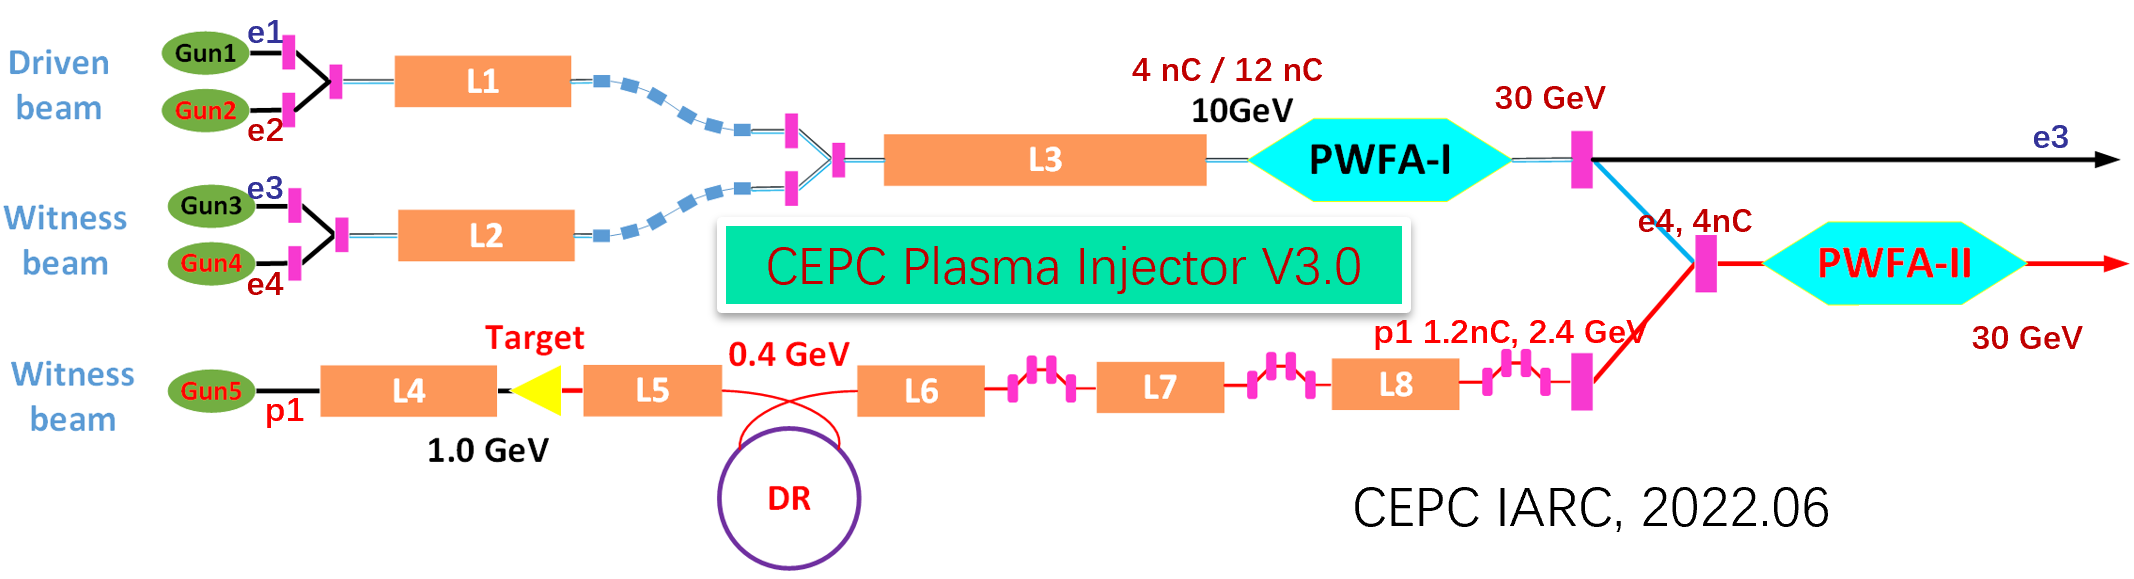 Driven
beam
Gun1
e1
Gun2
e2
L1
4 nC / 12 nC
10GeV
L3
PWFA-I
30 GeV
e3
Witness
beam
Gun3
e3
Gun4
e4
L2
CEPC Plasma Injector V3.0
e4, 4nC
PWFA-II
30 GeV
Witness
beam
Gun5
p1
L4
1.0 GeV
Target
L5
0.4 GeV
DR
L6
L7
L8
p1 1.2nC, 2.4 GeV
CEPC IARC, 2022.06